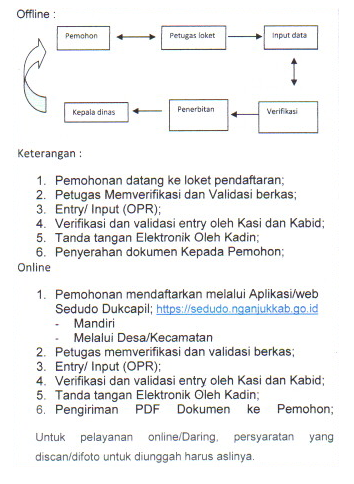 Offline :
Pemohon
Petugas loket
Input data
Kepala dinas
Penerbitan
Verifikasi
Keterangan :
1. Pemohonan datang ke loket pendaftaran;
2. Petugas Memverifikasi dan Validasi berkas;
3. Entry/ Input (OPR);
4. Verifikasi dan validasi entry oleh Kasi dan Kabid;
5. Tanda tangan Elektronik Oleh Kadin;
6. Penyerahan dokumen Kepada Pemohon;
Online
1. Pemohonan mendaftarkan melalui Aplikasi/web
Sedudo Dukcapil; https://sedudo.nganjukkab.go.id
- Mandiri
- Melalui Desa/Kecamatan
2. Petugas memverifikasi dan validasi berkas;
3. Entry/ Input (OPR);
4. Verifikasi dan validasi entry oleh Kasi dan Kabid;
5. Tanda tangan Elektronik Oleh Kadin;
6. Pengiriman PDF Dokumen ke Pemohon;
Untuk pelayanan online/Daring, persyaratan yang
discan/difoto untuk diunggah harus aslinya.